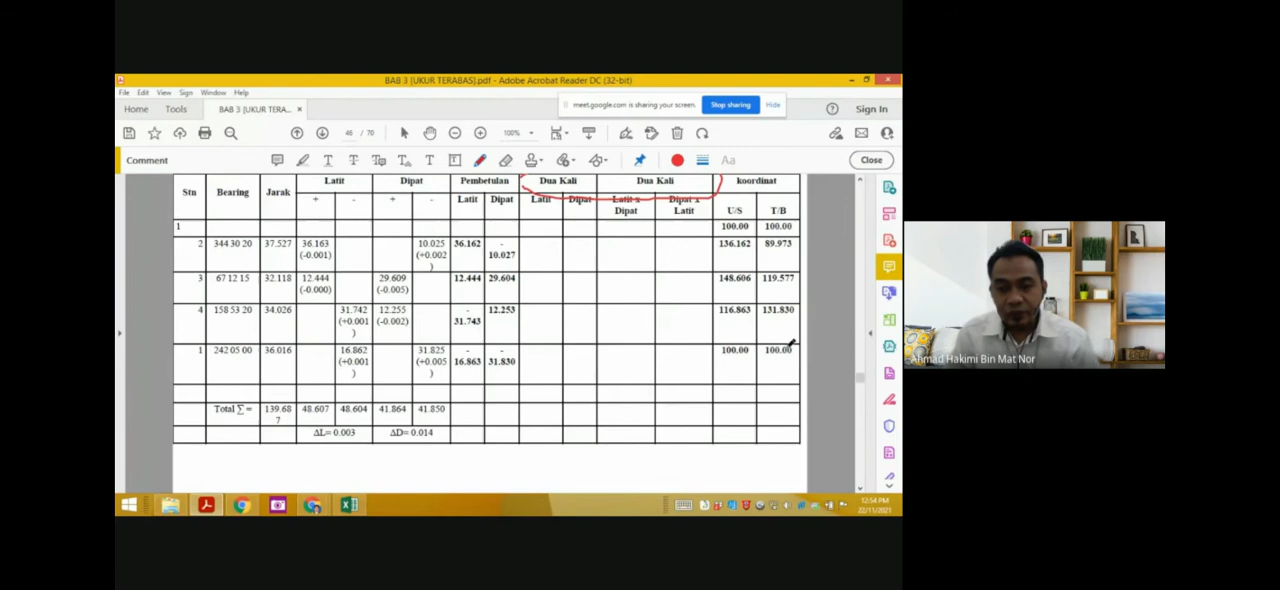 BAB 3 [UKUR TERABAS].pdf - Adobe Acrobat Reader DC (32-bit)
File Edit View Sign Window Help
Home Tools BAB 3 [UKUR TERA... ×
meet.google.com is sharing your screen. Stop sharing Hide
Sign In
46 / 70 100%
Comment Close
Stn Bearing Jarak Latit Dipat Pembetulan Dua Kali Dua Kali koordinat
+ - + - Latit Dipat Latit Dipat Latit x Dipat Dipat x Latit U/S T/B
1 100.00 100.00
2 344 30 20 37.527 36.163 (-0.001) 10.025 (+0.002) 36.162 -10.027 136.162 89.973
3 67 12 15 32.118 12.444 (-0.000) 29.609 (-0.005) 12.444 29.604 148.606 119.577
4 158 53 20 34.026 31.742 (+0.001) 12.255 (-0.002) -31.743 12.253 116.863 131.830
1 242 05 00 36.016 16.862 (+0.001) 31.825 (+0.005) -16.863 -31.830 100.00 100.00
Total ∑ = 139.687 48.607 48.604 41.864 41.850
ΔL= 0.003 ΔD= 0.014
Ahmad Hakimi Bin Mat Nor
12:54 PM
22/11/2021